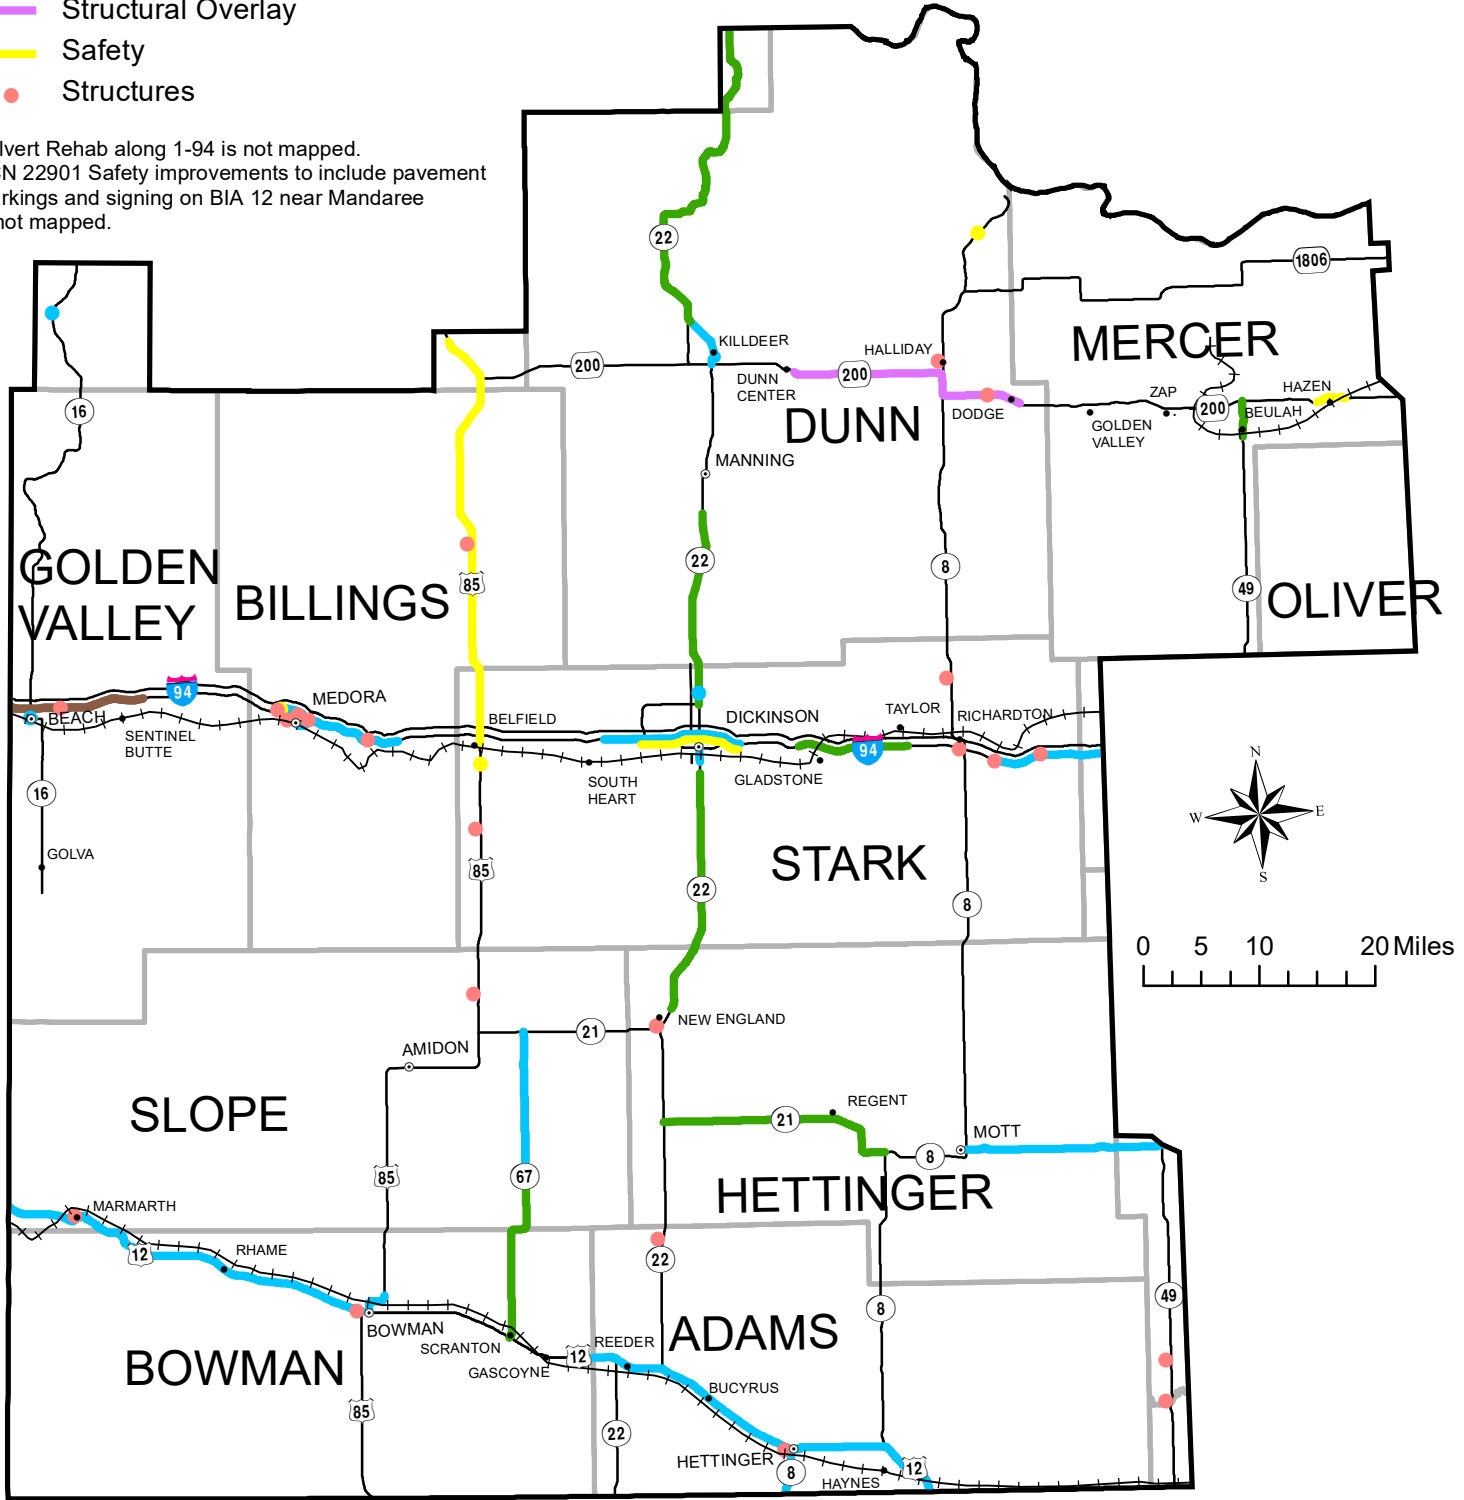 Structural Overlay
Safety
Structures
lvert Rehab along 1-94 is not mapped.
N 22901 Safety improvements to include pavement
rkings and signing on BIA 12 near Mandaree
not mapped.
22
1806
16
200
KILLDEER
HALLIDAY
MERCER
DUNN
CENTER
200
DUNN
DODGE
ZAP
HAZEN
200
BEULAH
GOLDEN
VALLEY
MANNING
GOLDEN
VALLEY
BILLINGS
85
22
8
49
OLIVER
94
MEDORA
BEACH
SENTINEL
BUTTE
BELFIELD
DICKINSON
TAYLOR
RICHARDTON
94
SOUTH
HEART
GLADSTONE
16
GOLVA
85
STARK
22
8
N
W
E
S
0 5 10 20 Miles
NEW ENGLAND
21
AMIDON
SLOPE
REGENT
21
MOTT
8
85
67
HETTINGER
MARMARTH
12
RHAME
22
49
8
BOWMAN
SCRANTON
GASCOYNE
12
REEDER
ADAMS
BOWMAN
BUCYRUS
85
22
HETTINGER
8
HAYNES
12